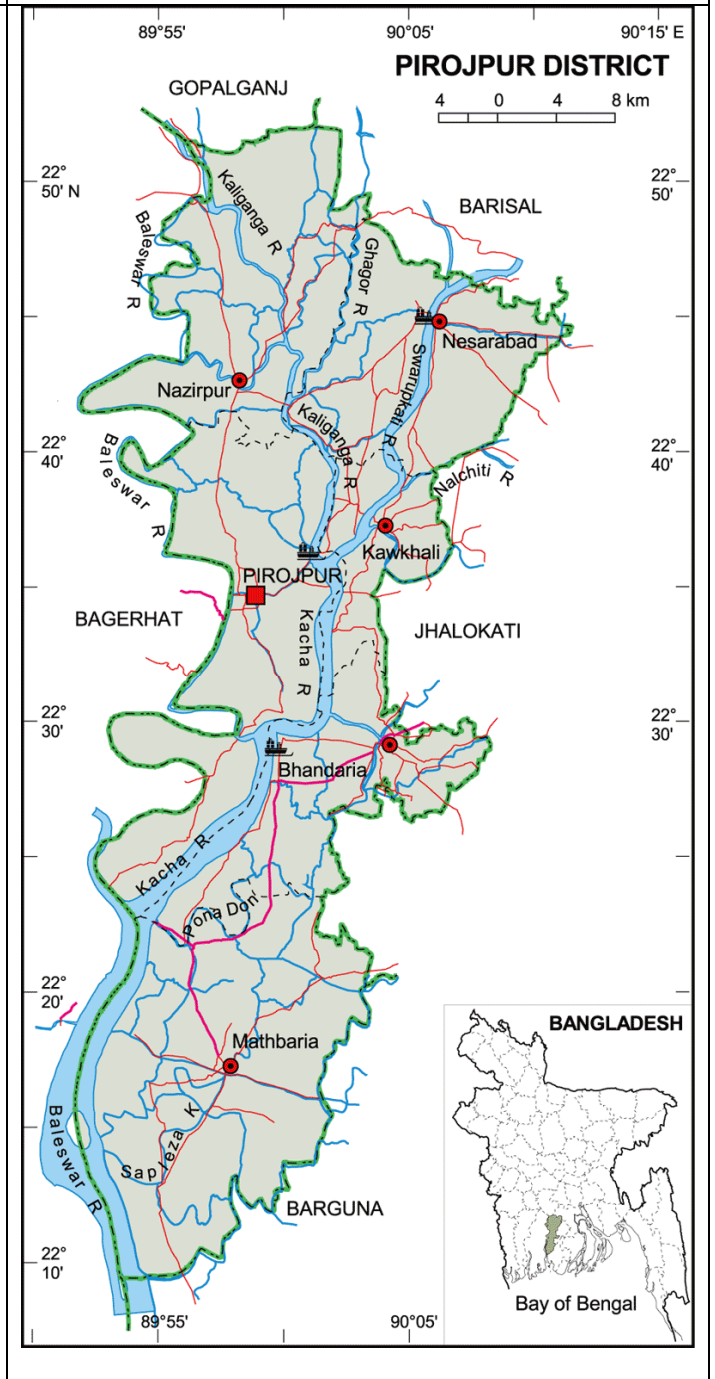 89°55'
90°05'
90°15' E
PIROJPUR DISTRICT
4 0 4 8 km
GOPALGANJ
22°
50' N
22°
50'
Kaliganga R
BARISAL
Baleswar R
Ghagor R
Nesarabad
Swarupkati R
Nazirpur
Kaliganga R
22°
40'
22°
40'
Baleswar R
Nalchiti R
Kawkhali
PIROJPUR
BAGERHAT
Kacha R
JHALOKATI
22°
30'
22°
30'
Bhandaria
Kacha R
Pona Don
22°
20'
Mathbaria
BANGLADESH
Baleswar R
Sapleza K
BARGUNA
22°
10'
Bay of Bengal
89°55'
90°05'